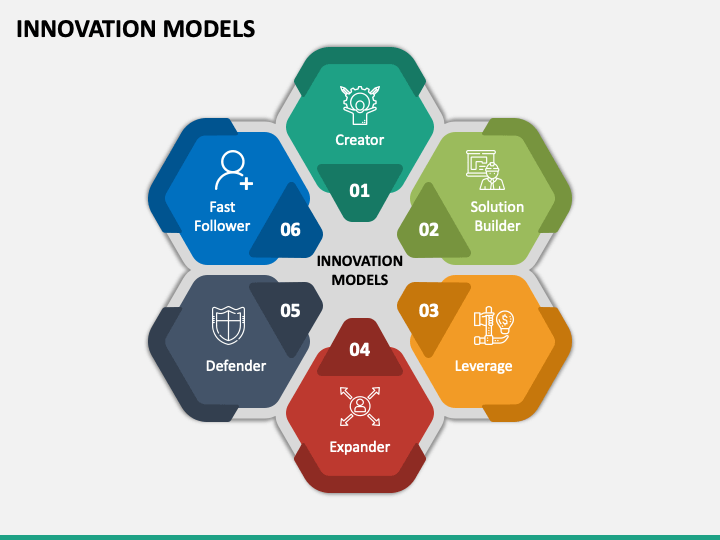 INNOVATION MODELS
Creator
01
Solution
Builder
02
03
Leverage
04
Expander
05
Defender
Fast
Follower
06
INNOVATION
MODELS
$